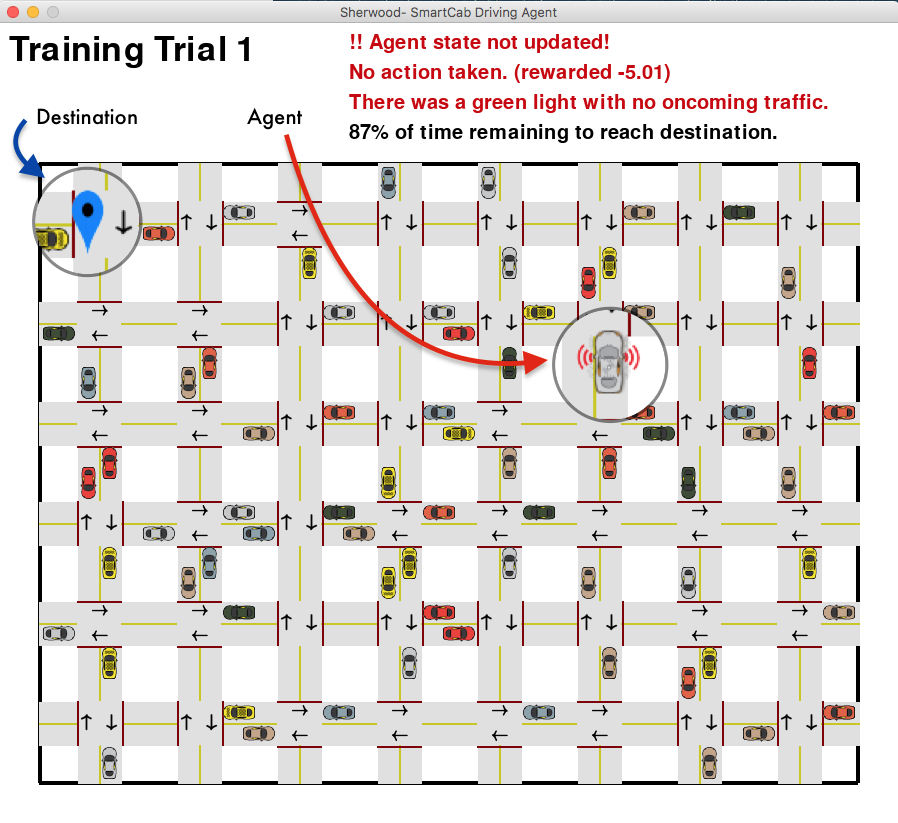 Sherwood- SmartCab Driving Agent
Training Trial 1
!! Agent state not updated!
No action taken. (rewarded -5.01)
There was a green light with no oncoming traffic.
87% of time remaining to reach destination.
Destination
Agent